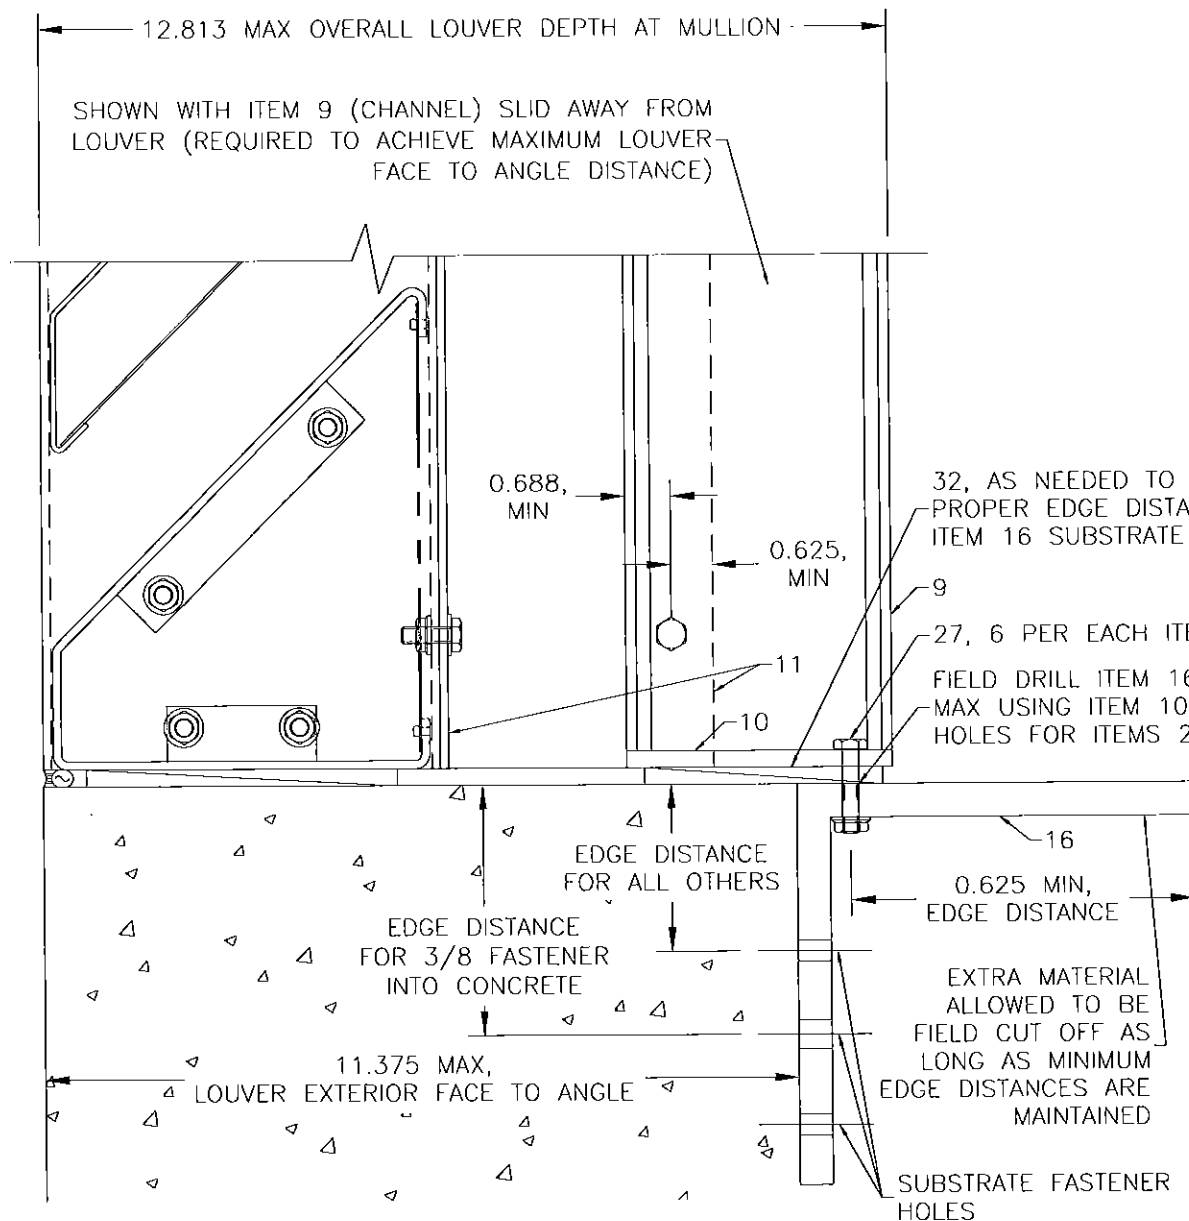 12.813 MAX OVERALL LOUVER DEPTH AT MULLION
SHOWN WITH ITEM 9 (CHANNEL) SLID AWAY FROM
LOUVER (REQUIRED TO ACHIEVE MAXIMUM LOUVER
FACE TO ANGLE DISTANCE)
0.688,
MIN
0.625,
MIN
32, AS NEEDED TO
PROPER EDGE DISTA
ITEM 16 SUBSTRATE
9
27, 6 PER EACH ITE
11
FIELD DRILL ITEM 16
MAX USING ITEM 10
HOLES FOR ITEMS 2
10
16
EDGE DISTANCE
FOR ALL OTHERS
0.625 MIN,
EDGE DISTANCE
EDGE DISTANCE
FOR 3/8 FASTENER
INTO CONCRETE
EXTRA MATERIAL
ALLOWED TO BE
FIELD CUT OFF AS
LONG AS MINIMUM
EDGE DISTANCES ARE
MAINTAINED
11.375 MAX,
LOUVER EXTERIOR FACE TO ANGLE
SUBSTRATE FASTENER
HOLES